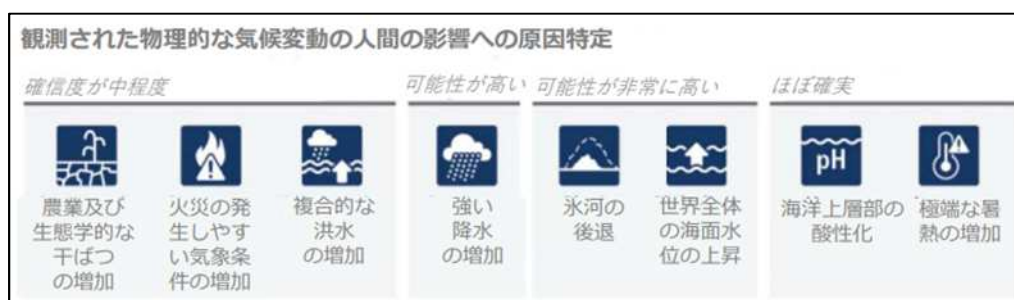 観測された物理的な気候変動の人間の影響への原因特定
確信度が中程度
可能性が高い
可能性が非常に高い
ほぼ確実
農業及び
生態学的な
干ばつ
の増加
火災の発
生しやす
い気象条
件の増加
複合的な
洪水
の増加
強い
降水
の増加
氷河の
後退
世界全体
の海面水
位の上昇
pH
海洋上層部の
酸性化
極端な暑
熱の増加